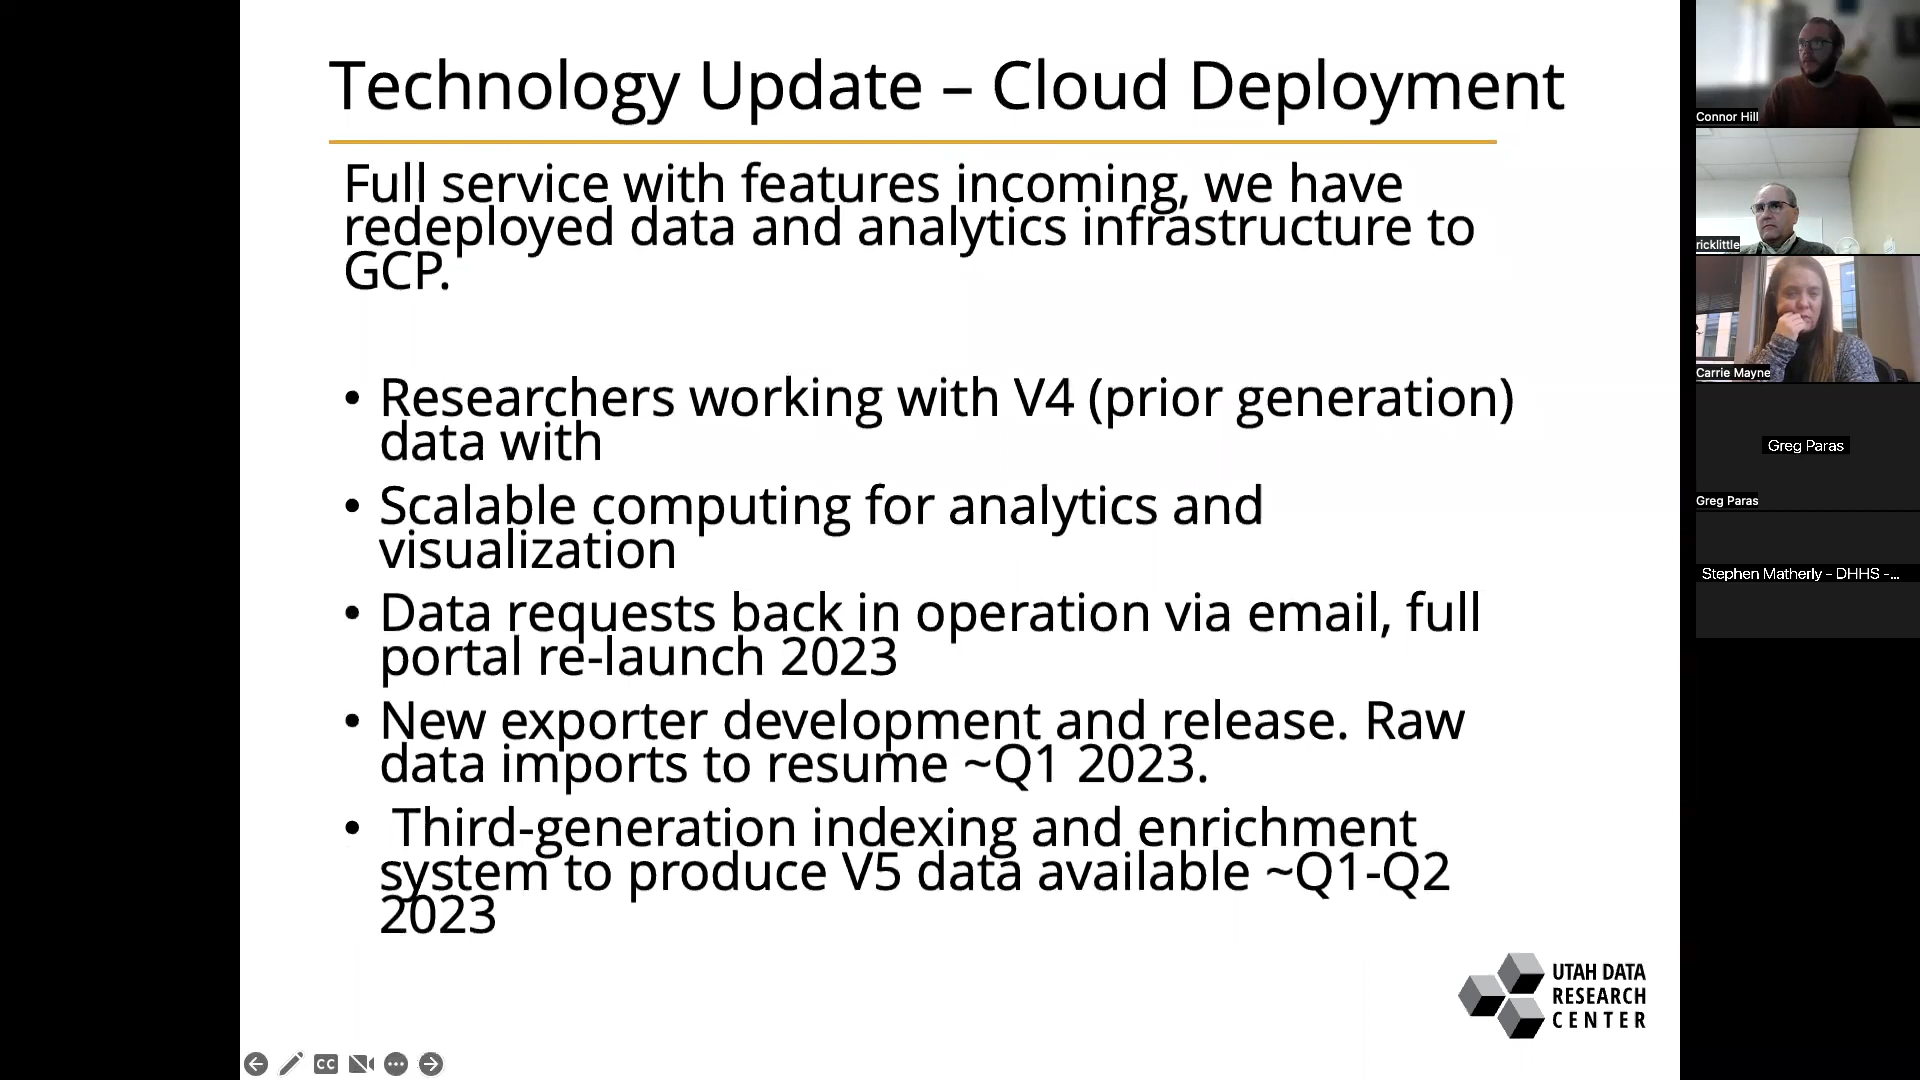 Technology Update – Cloud Deployment
Full service with features incoming, we have
redeployed data and analytics infrastructure to
GCP.
• Researchers working with V4 (prior generation)
data with
• Scalable computing for analytics and
visualization
• Data requests back in operation via email, full
portal re-launch 2023
• New exporter development and release. Raw
data imports to resume ~Q1 2023.
• Third-generation indexing and enrichment
system to produce V5 data available ~Q1-Q2
2023
UTAH DATA
RESEARCH
CENTER
CC
Connor Hill
ricklittle
Carrie Mayne
Greg Paras
Greg Paras
Stephen Matherly - DHHS -...